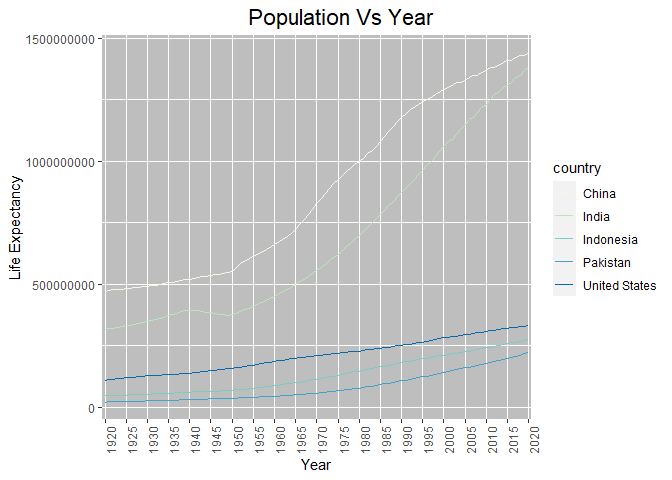 Population Vs Year
1500000000
1000000000
500000000
0
Life Expectancy
1920 1925 1930 1935 1940 1945 1950 1955 1960 1965 1970 1975 1980 1985 1990 1995 2000 2005 2010 2015 2020
Year
country
China
India
Indonesia
Pakistan
United States